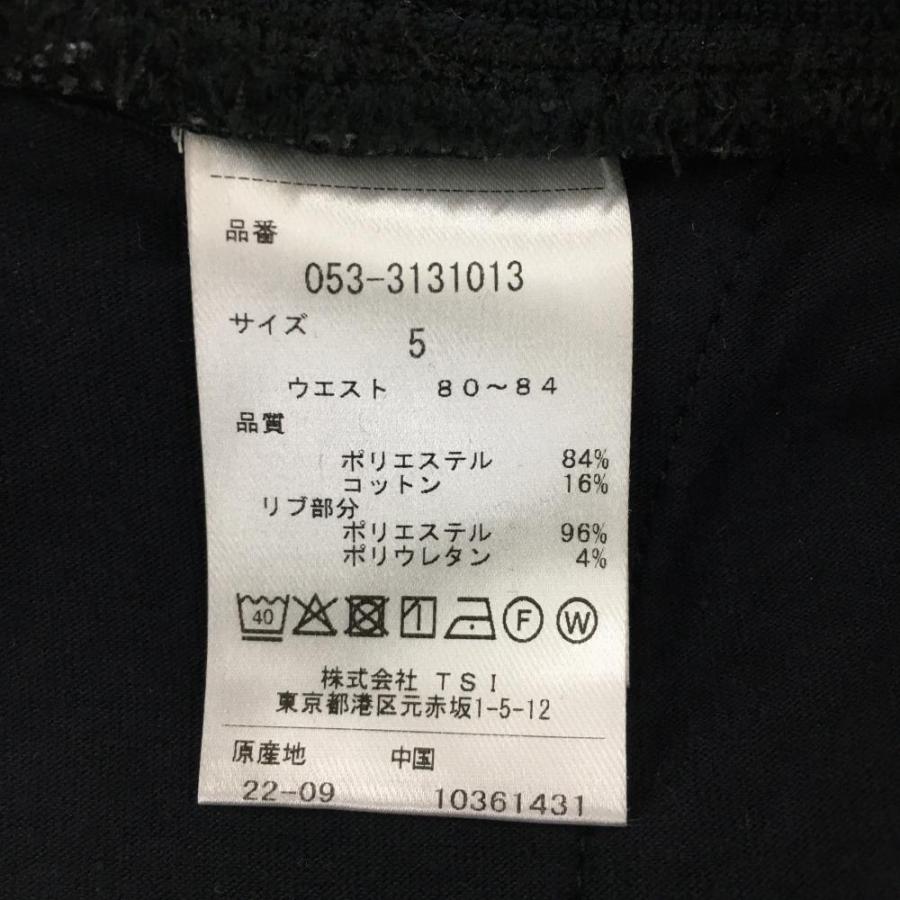 品番
053-3131013
サイズ
5
ウエスト ８０～８４
品質
ポリエステル 84%
コットン 16%
リブ部分
ポリエステル 96%
ポリウレタン 4%
40 F W
株式会社 ＴＳＩ
東京都港区元赤坂1-5-12
原産地 中国
22-09 10361431